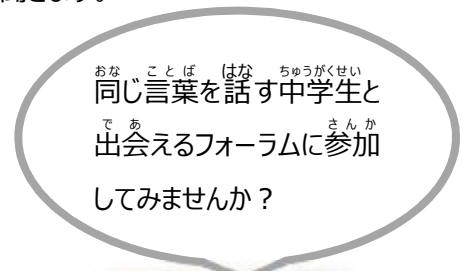 同じ言葉を話す中学生と
出会えるフォーラムに参加
してみませんか？